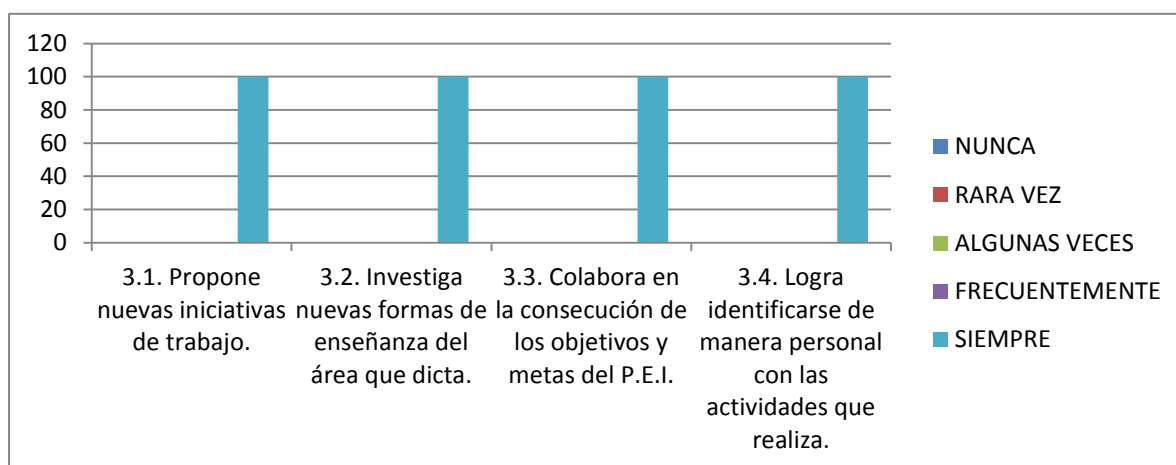 120
100
80
60
40
20
0
3.1. Propone
nuevas iniciativas
de trabajo.
3.2. Investiga
nuevas formas de
enseñanza del
área que dicta.
3.3. Colabora en
la consecución de
los objetivos y
metas del P.E.I.
3.4. Logra
identificarse de
manera personal
con las
actividades que
realiza.
NUNCA
RARA VEZ
ALGUNAS VECES
FRECUENTEMENTE
SIEMPRE